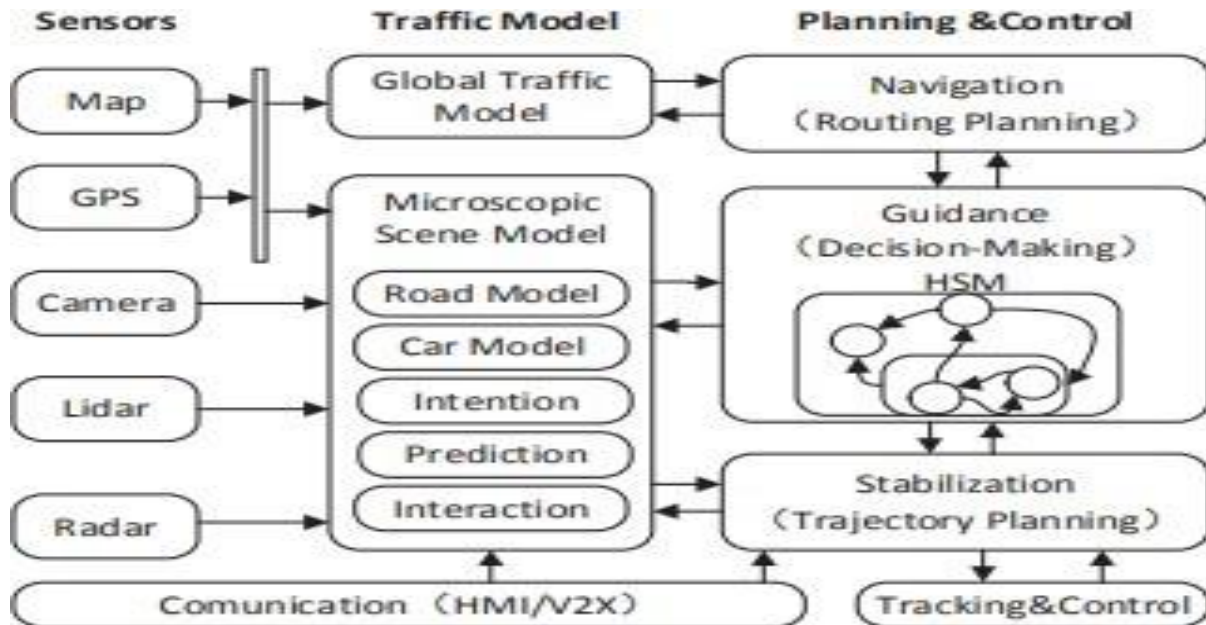 Sensors
Traffic Model
Planning &Control
Map
GPS
Camera
Lidar
Radar
Global Traffic
Model
Microscopic
Scene Model
Road Model
Car Model
Intention
Prediction
Interaction
Navigation
(Routing Planning)
Guidance
(Decision-Making)
HSM
Stabilization
(Trajectory Planning)
Comunication (HMI/V2X)
Tracking&Control